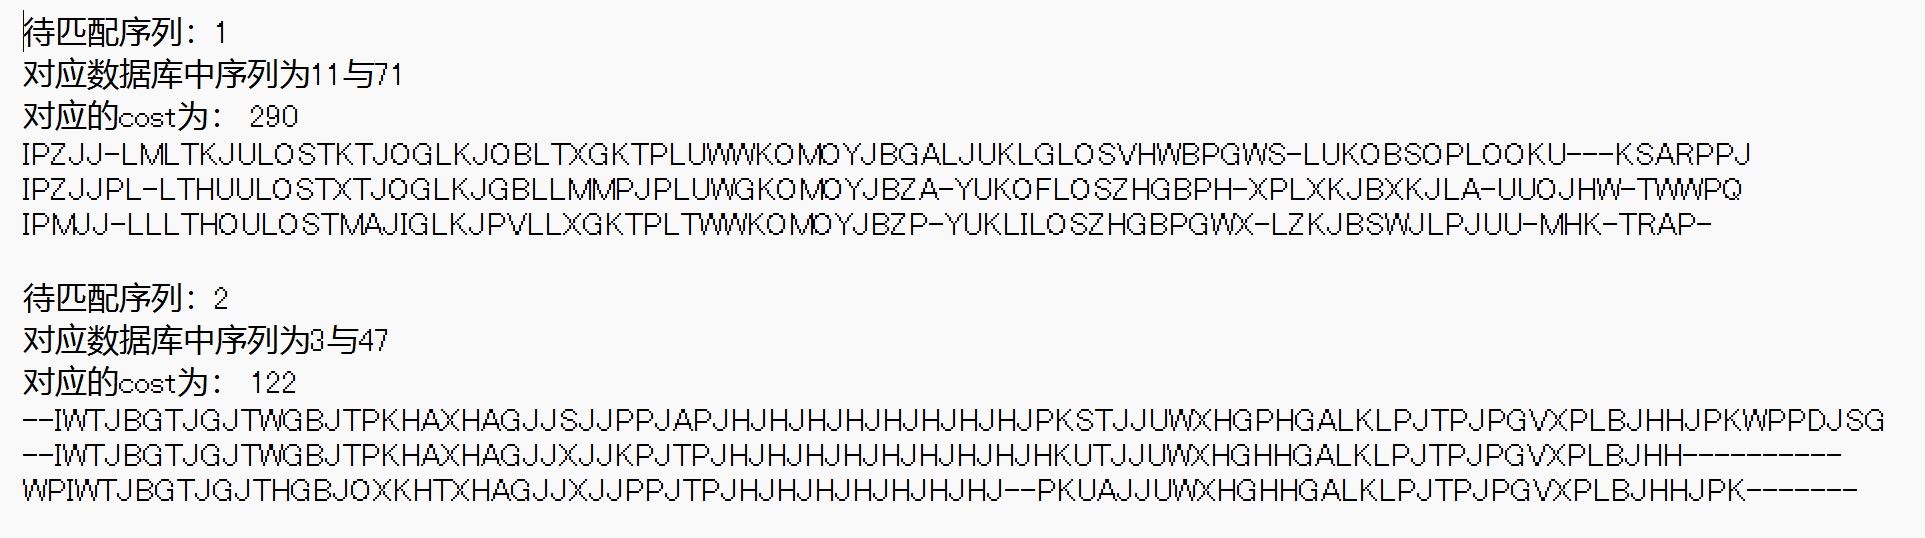 待匹配序列：1
对应数据库中序列为11与71
对应的cost为： 290
IPZJJ-LMLTKJULOSTKTJOGLKJOBLTXGKTPLUWWKOMOYJBGALJUKLGLOSVHWBPGWS-LUKOBSOPLOOKU---KSARPPJ
IPZJJPL-LTHUULOSTXTJOGLKJGBLLMMPJPLUWGKOMOYJBZA-YUKOFLOSZHGBPH-XPLXKJBXKJLA-UUOJHW-TWWPQ
IPMJJ-LLLTHOULOSTMAJIGLKJPVLLXGKTPLTWWKOMOYJBZP-YUKLILOSZHGBPGWX-LZKJBSWJLPJUU-MHK-TRAP-
待匹配序列：2
对应数据库中序列为3与47
对应的cost为： 122
--IWTJBGTJGJTWGBJTPKHAXHAGJJSJJPPJAPJHJHJHJHJHJHJHJHJPKSTJJUWXHGPHGALKLPJTPJPGVXPLBJHHJPKWPPDJSG
--IWTJBGTJGJTWGBJTPKHAXHAGJJXJJKPJTPJHJHJHJHJHJHJHJHJHKUTJJUWXHGHHGALKLPJTPJPGVXPLBJHH----------
WPIWTJBGTJGJTHGBJOXKHTXHAGJJXJJPPJTPJHJHJHJHJHJHJHJ--PKUAJJUWXHGHHGALKLPJTPJPGVXPLBJHHJPK-------